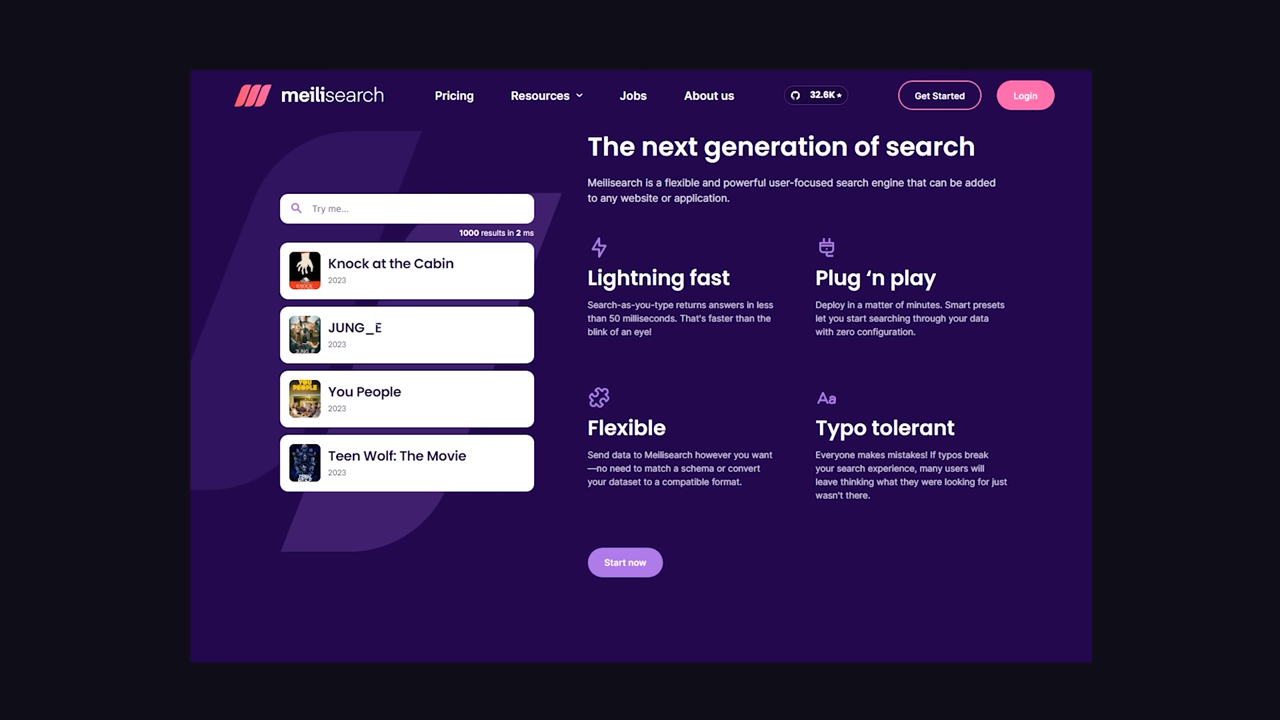 meilisearch
Pricing
Resources
Jobs
About us
32.6K
Get Started
Login
Try me...
1000 results in 2 ms
Knock at the Cabin
2023
JUNG_E
2023
YOU PEOPLE
You People
2023
Teen Wolf: The Movie
2023
The next generation of search
Meilisearch is a flexible and powerful user-focused search engine that can be added
to any website or application.
Lightning fast
Search-as-you-type returns answers in less
than 50 milliseconds. That's faster than the
blink of an eye!
Plug ‘n play
Deploy in a matter of minutes. Smart presets
let you start searching through your data
with zero configuration.
Flexible
Send data to Meilisearch however you want
—no need to match a schema or convert
your dataset to a compatible format.
Aa
Typo tolerant
Everyone makes mistakes! If typos break
your search experience, many users will
leave thinking what they were looking for just
wasn't there.
Start now